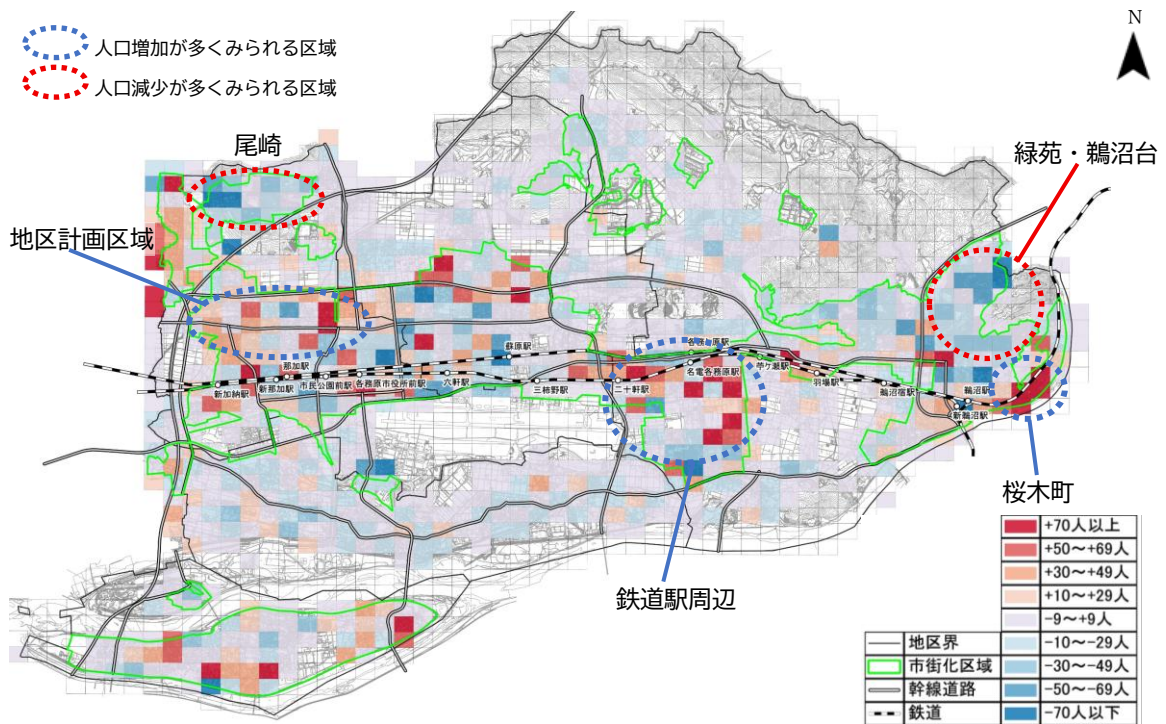 人口増加が多くみられる区域
人口減少が多くみられる区域
N
尾崎
緑苑・鵜沼台
地区計画区域
蘇原駅
各務ヶ原駅
那加駅
名電各務原駅
苧ヶ瀬駅
新加納駅
新那加駅
市民公園前駅
各務原市役所前駅
六軒駅
三柿野駅
二十軒駅
羽場駅
鵜沼宿駅
鵜沼駅
新鵜沼駅
桜木町
鉄道駅周辺
+70人以上
+50~+69人
+30~+49人
+10~+29人
-9~+9人
-10~-29人
-30~-49人
-50~-69人
-70人以下
地区界
市街化区域
幹線道路
鉄道